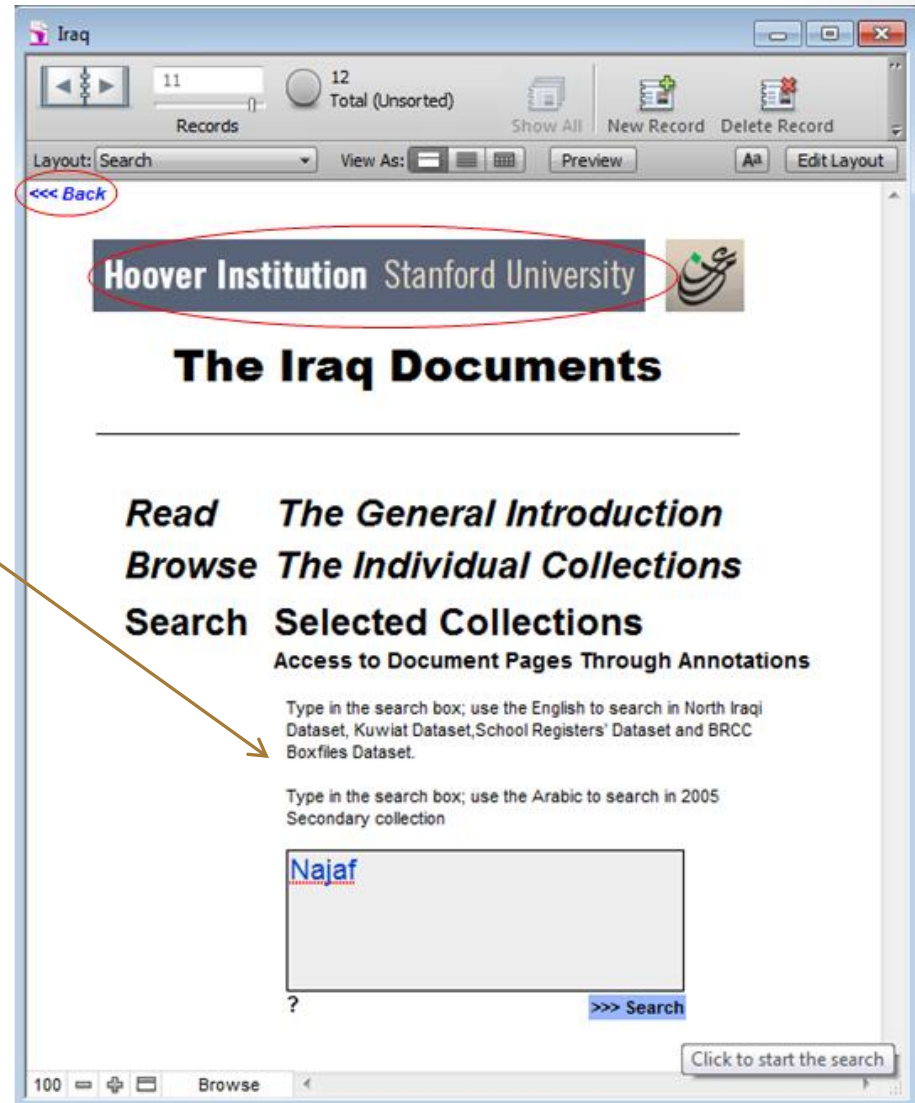 Iraq
11
12
Total (Unsorted)
Records
Show All
New Record
Delete Record
Layout: Search
View As:
Preview
Aa
Edit Layout
<<< Back
Hoover Institution Stanford University
The Iraq Documents
Read The General Introduction
Browse The Individual Collections
Search Selected Collections
Access to Document Pages Through Annotations
Type in the search box; use the English to search in North Iraqi
Dataset, Kuwiat Dataset,School Registers' Dataset and BRCC
Boxfiles Dataset.
Type in the search box; use the Arabic to search in 2005
Secondary collection
Najaf
?
>>> Search
Click to start the search
100
Browse